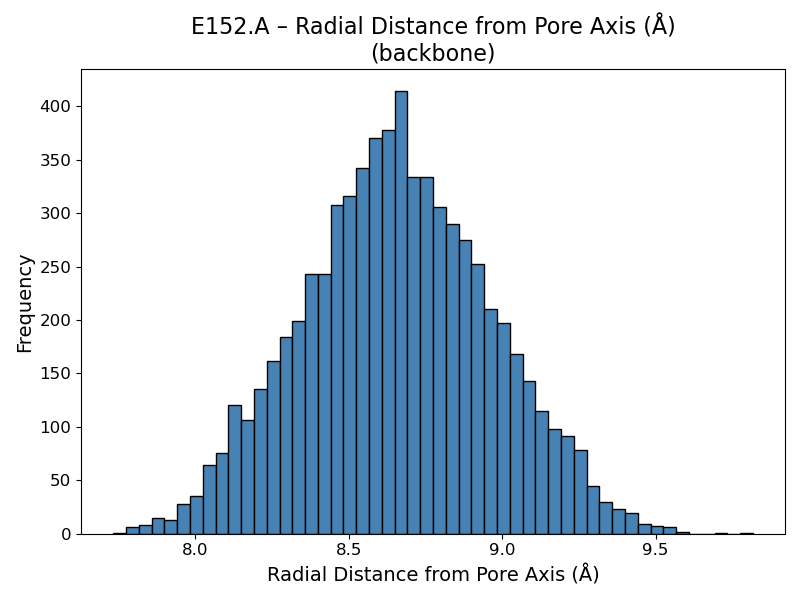 E152.A – Radial Distance from Pore Axis (Å)
(backbone)
400
350
300
250
200
150
100
50
0
Frequency
8.0 8.5 9.0 9.5
Radial Distance from Pore Axis (Å)